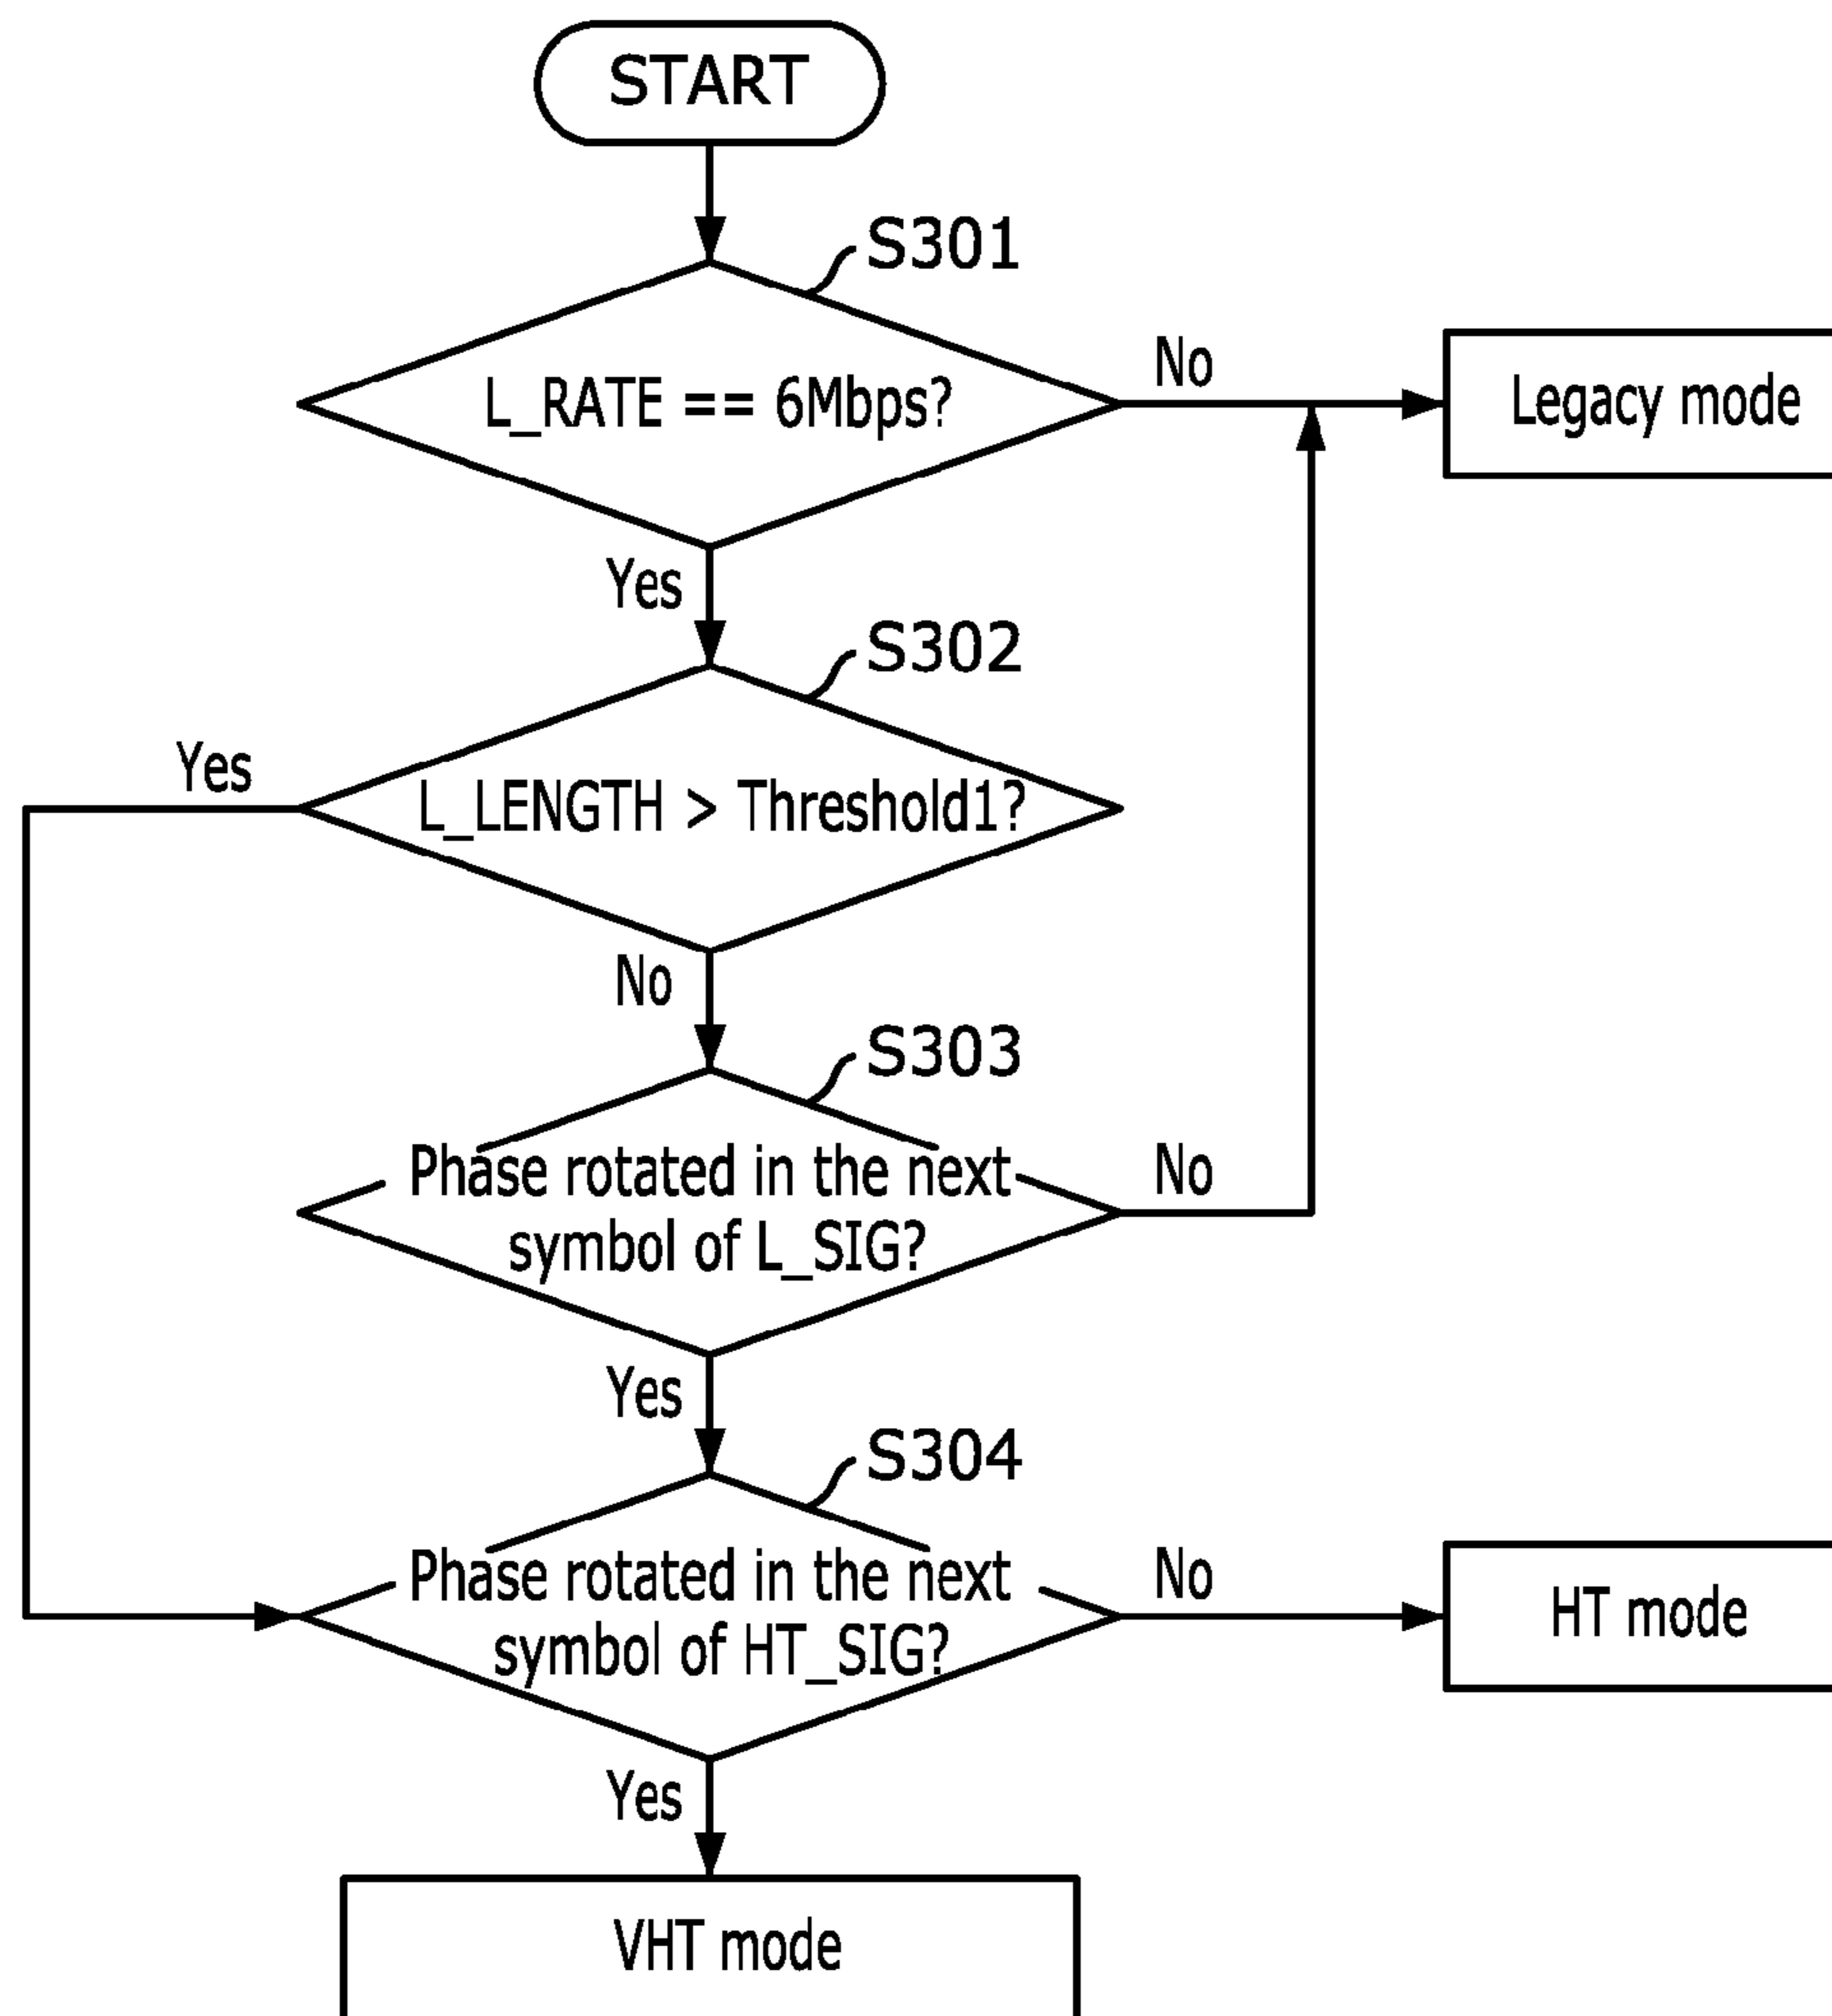 START
S301
L_RATE == 6Mbps?
No
Legacy mode
Yes
S302
Yes
L_LENGTH > Threshold1?
No
S303
Phase rotated in the next
symbol of L_SIG?
No
Yes
S304
Phase rotated in the next
symbol of HT_SIG?
No
HT mode
Yes
VHT mode